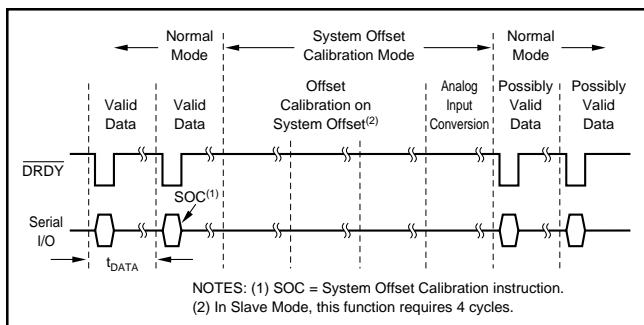 Normal
Mode
System Offset
Calibration Mode
Normal
Mode
Valid
Data
Valid
Data
Offset
Calibration on
System Offset(2)
Analog
Input
Conversion
Possibly
Valid
Data
Possibly
Valid
Data
DRDY
SOC(1)
Serial
I/O
tDATA
NOTES: (1) SOC = System Offset Calibration instruction.
(2) In Slave Mode, this function requires 4 cycles.